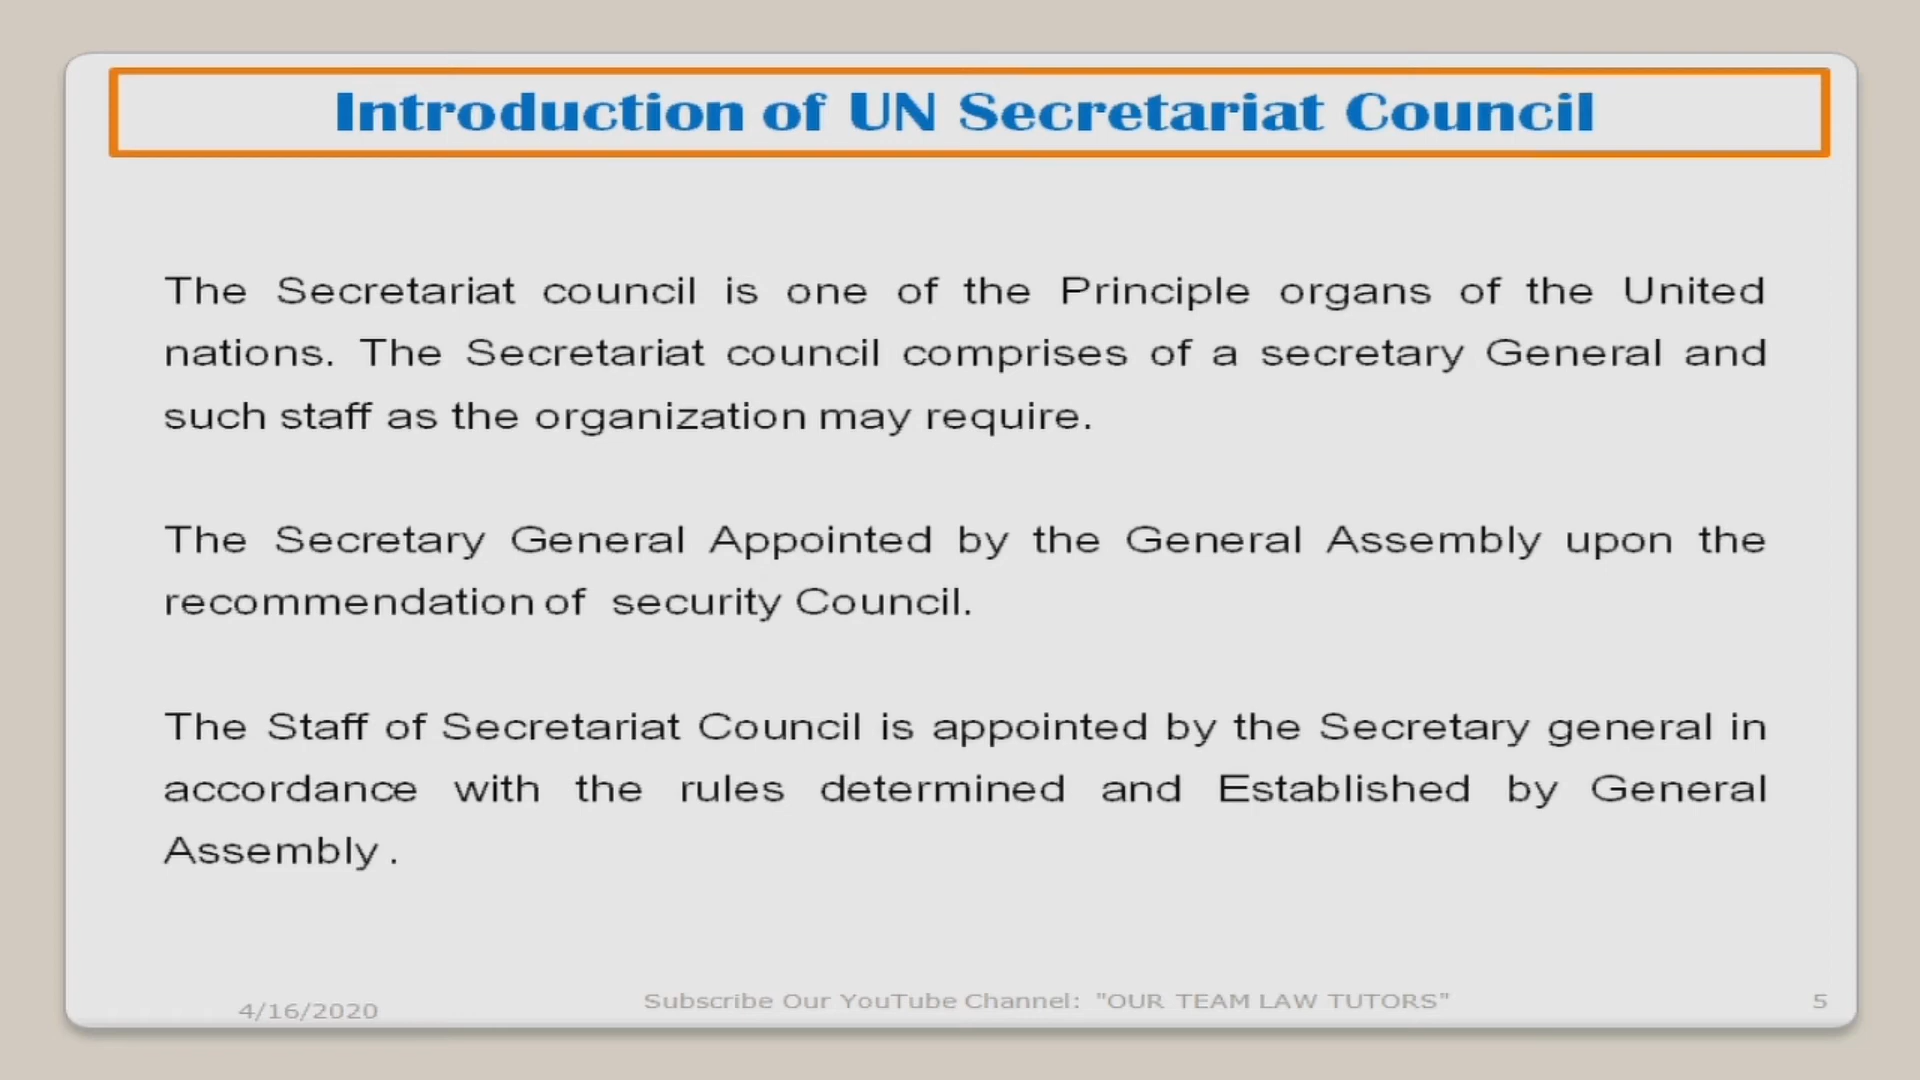 Introduction of UN Secretariat Council
The Secretariat council is one of the Principle organs of the United
nations. The Secretariat council comprises of a secretary General and
such staff as the organization may require.
The Secretary General Appointed by the General Assembly upon the
recommendation of security Council.
The Staff of Secretariat Council is appointed by the Secretary general in
accordance with the rules determined and Established by General
Assembly .
4/16/2020
Subscribe Our YouTube Channel: "OUR TEAM LAW TUTORS"
5